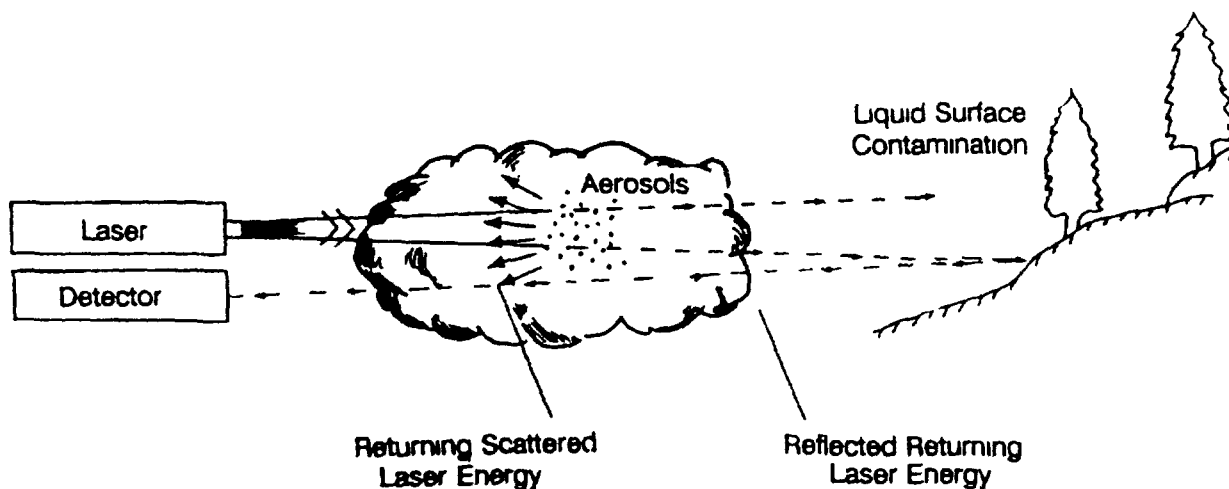 Liquid Surface
Contamination
Aerosols
Laser
Detector
Returning Scattered
Laser Energy
Reflected Returning
Laser Energy